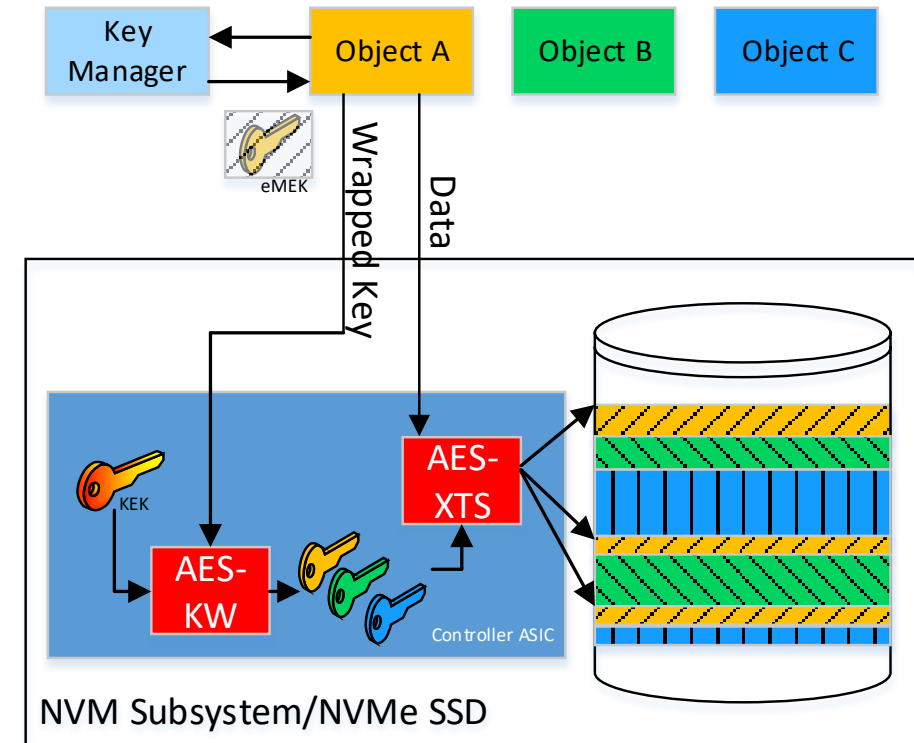 Key
Manager
Object A
Object B
Object C
eMEK
Wrapped Key
Data
KEK
AES-
XTS
AES-
KW
Controller ASIC
NVM Subsystem/NVMe SSD